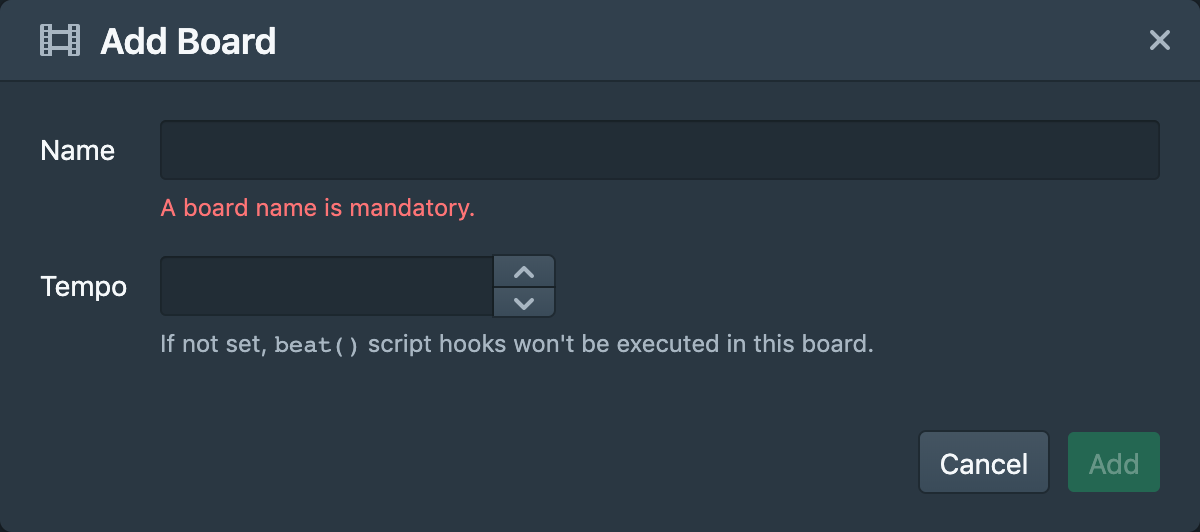 Add Board
Name
A board name is mandatory.
Tempo
If not set, beat() script hooks won't be executed in this board.
Cancel
Add